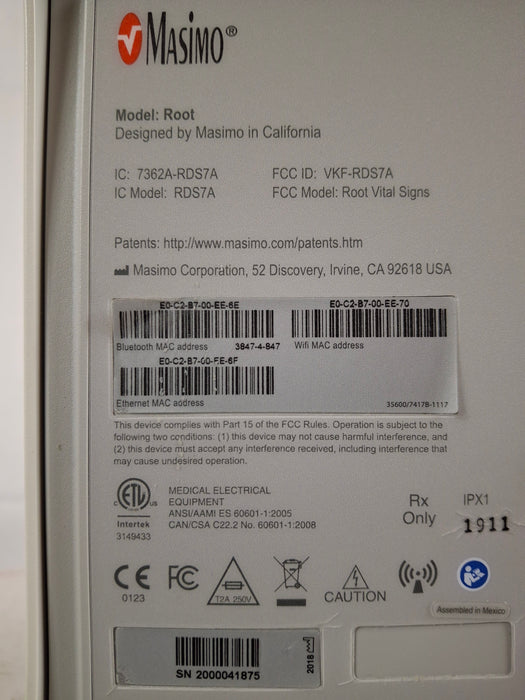 MASIMO®
Model: Root
Designed by Masimo in California
IC: 7362A-RDS7A FCC ID: VKF-RDS7A
IC Model: RDS7A FCC Model: Root Vital Signs
Patents: http://www.masimo.com/patents.htm
Masimo Corporation, 52 Discovery, Irvine, CA 92618 USA
E0-C2-B7-00-EE-6E E0-C2-B7-00-EE-70
Bluetooth MAC address 3847-4-847 Wifi MAC address
E0-C2-B7-00-EE-6F
Ethernet MAC address 35600/7417B-1117
This device complies with Part 15 of the FCC Rules. Operation is subject to the
following two conditions: (1) this device may not cause harmful interference, and
(2) this device must accept any interference received, including interference that
may cause undesired operation.
C ETL US
Intertek
3149433
MEDICAL ELECTRICAL
EQUIPMENT
ANSI/AAMI ES 60601-1:2005
CAN/CSA C22.2 No. 60601-1:2008
Rx
Only
IPX1
1911
CE
0123
FC
T2A 250V
CAUTION
Assembled in Mexico
SN 2000041875
2018